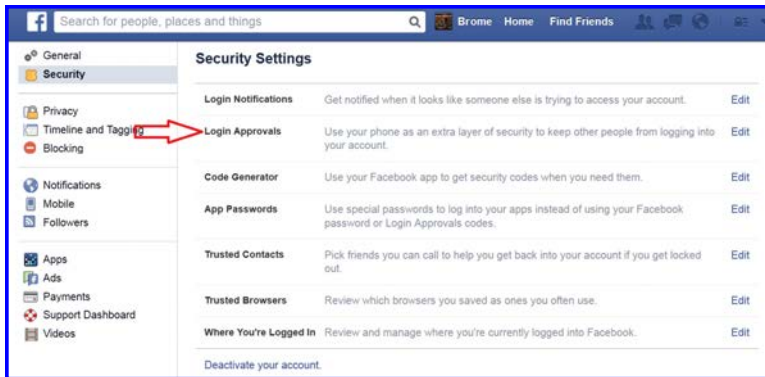 f Search for people, places and things Brome Home Find Friends
General
Security
Privacy
Timeline and Tagging
Blocking
Notifications
Mobile
Followers
Apps
Ads
Payments
Support Dashboard
Videos
Security Settings
Login Notifications Get notified when it looks like someone else is trying to access your account. Edit
Login Approvals Use your phone as an extra layer of security to keep other people from logging into Edit
your account.
Code Generator Use your Facebook app to get security codes when you need them. Edit
App Passwords Use special passwords to log into your apps instead of using your Facebook Edit
password or Login Approvals codes.
Trusted Contacts Pick friends you can call to help you get back into your account if you get locked Edit
out.
Trusted Browsers Review which browsers you saved as ones you often use. Edit
Where You're Logged In Review and manage where you're currently logged into Facebook. Edit
Deactivate your account.